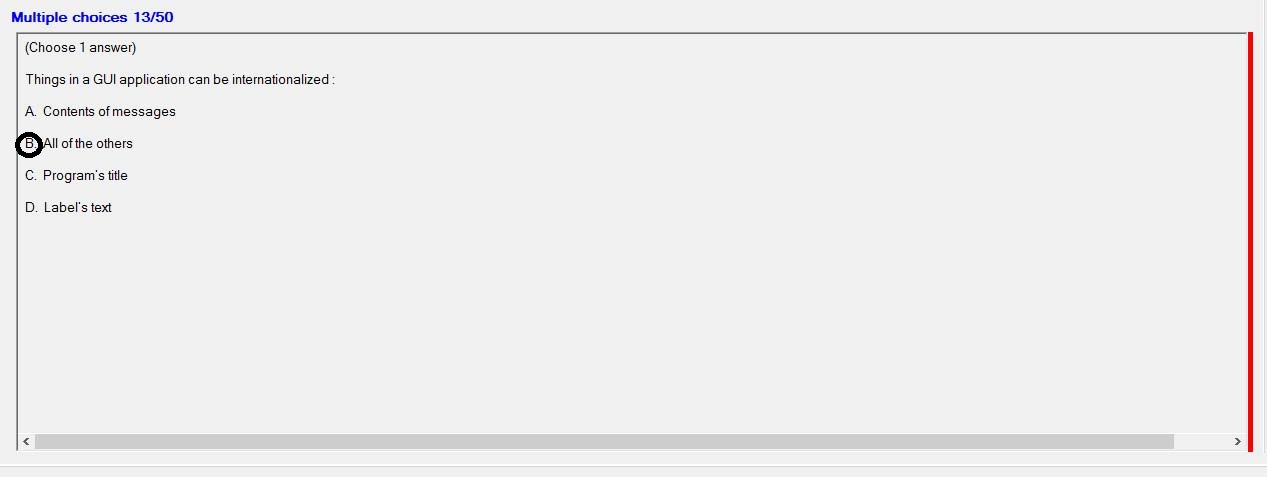 Multiple choices 13/50
(Choose 1 answer)
Things in a GUI application can be internationalized :
A. Contents of messages
B. All of the others
C. Program's title
D. Label's text